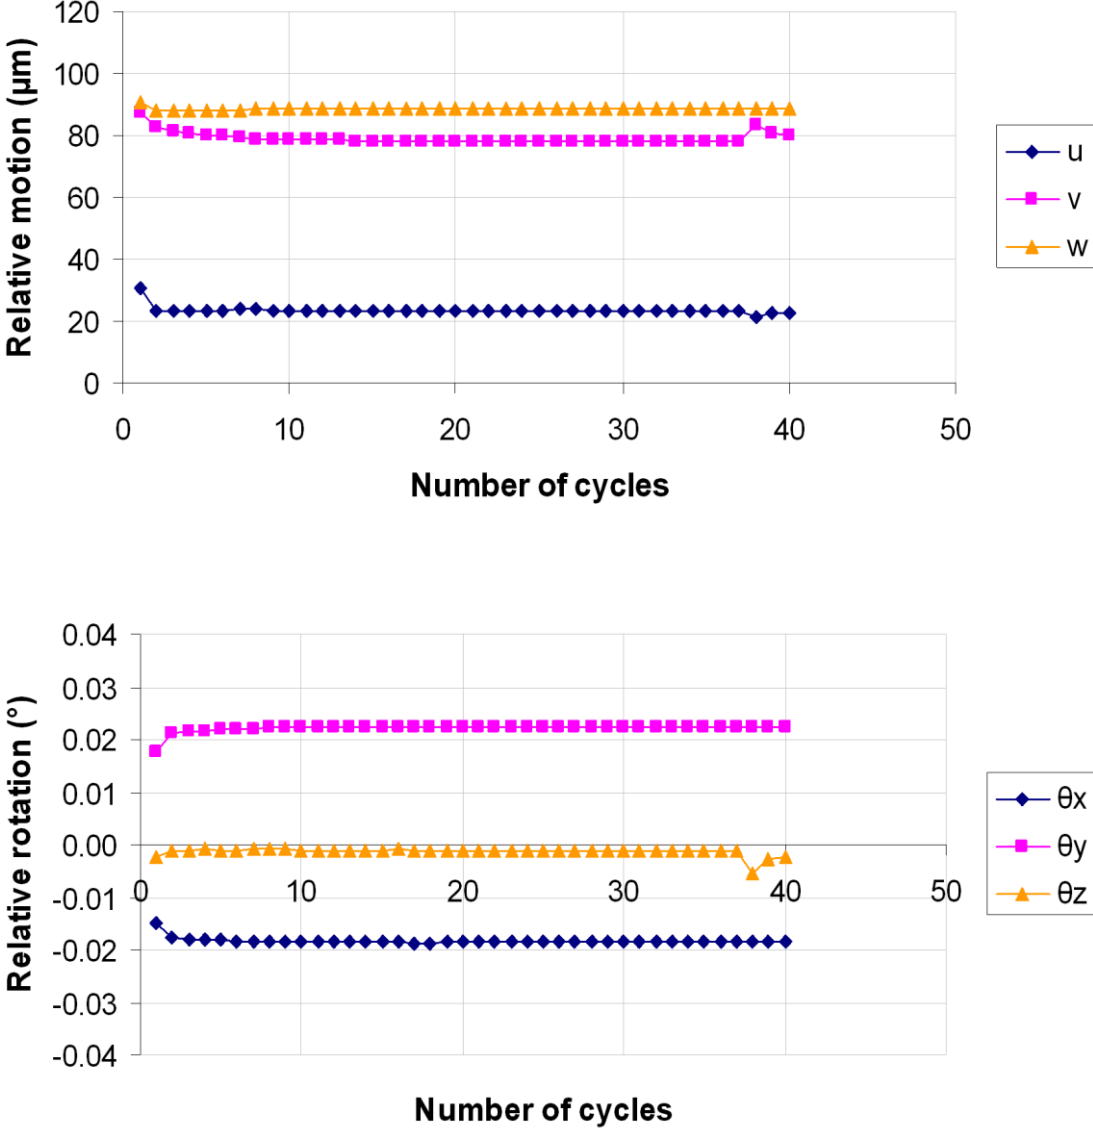 Relative motion (µm)
120
100
80
60
40
20
0
0 10 20 30 40 50
Number of cycles
u
v
w
Relative rotation (°)
0.04
0.03
0.02
0.01
0.00
-0.01
-0.02
-0.03
-0.04
0 10 20 30 40 50
Number of cycles
θx
θy
θz